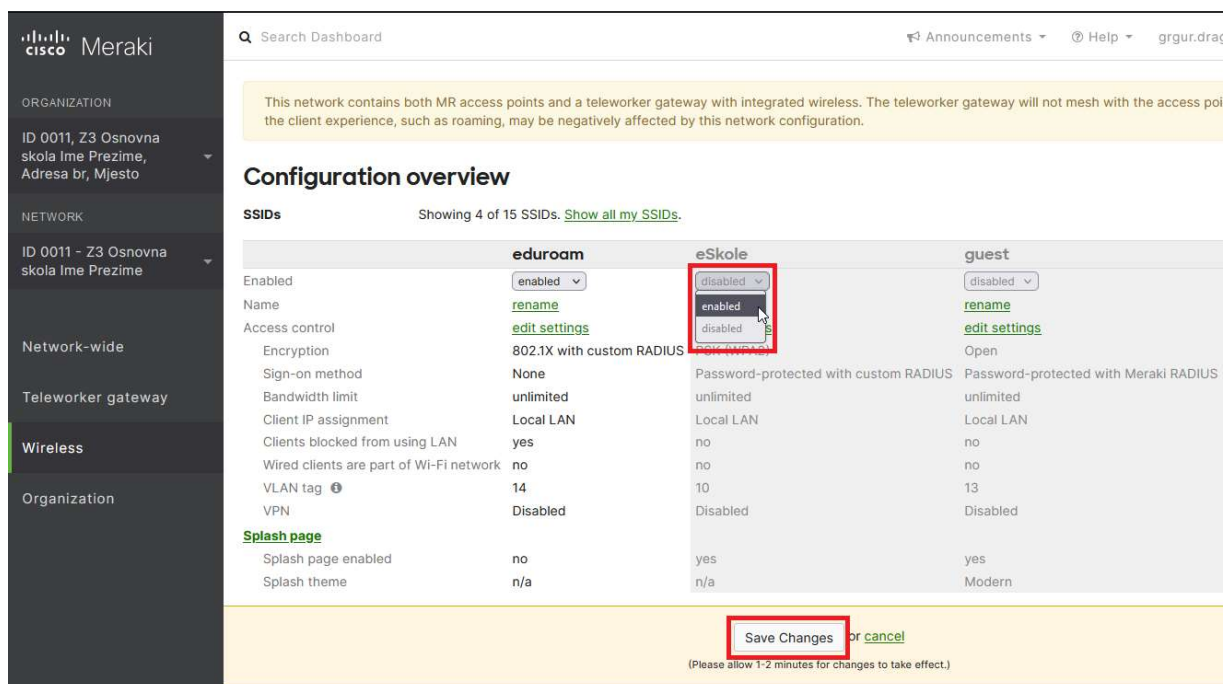 CISCO Meraki
Search Dashboard
Announcements
Help
grgur.drag
ORGANIZATION
ID 0011, Z3 Osnovna
skola Ime Prezime,
Adresa br, Mjesto
NETWORK
ID 0011 - Z3 Osnovna
skola Ime Prezime
Network-wide
Teleworker gateway
Wireless
Organization
This network contains both MR access points and a teleworker gateway with integrated wireless. The teleworker gateway will not mesh with the access poi
the client experience, such as roaming, may be negatively affected by this network configuration.
Configuration overview
SSIDs Showing 4 of 15 SSIDs. Show all my SSIDs.
eduroam eSkole guest
Enabled enabled disabled disabled
enabled
disabled
Name rename rename
Access control edit settings s edit settings
Encryption 802.1X with custom RADIUS PSK (WPA2) Open
Sign-on method None Password-protected with custom RADIUS Password-protected with Meraki RADIUS
Bandwidth limit unlimited unlimited unlimited
Client IP assignment Local LAN Local LAN Local LAN
Clients blocked from using LAN yes no no
Wired clients are part of Wi-Fi network no no no
VLAN tag 14 10 13
VPN Disabled Disabled Disabled
Splash page
Splash page enabled no yes yes
Splash theme n/a n/a Modern
Save Changes or cancel
(Please allow 1-2 minutes for changes to take effect.)